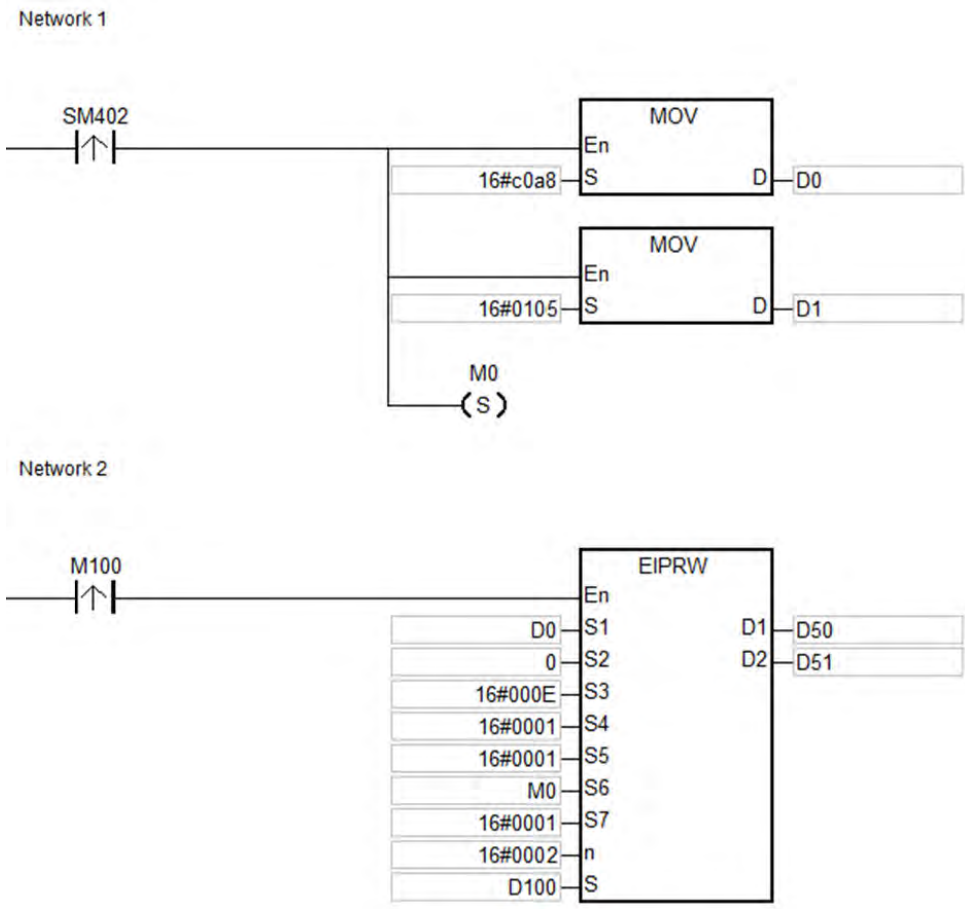 Network 1
SM402
MOV
En
16#c0a8 S D D0
MOV
En
16#0105 S D D1
M0
( S )
Network 2
M100
EIPRW
En
D0 S1 D1 D50
0 S2 D2 D51
16#000E S3
16#0001 S4
16#0001 S5
M0 S6
16#0001 S7
16#0002 n
D100 S